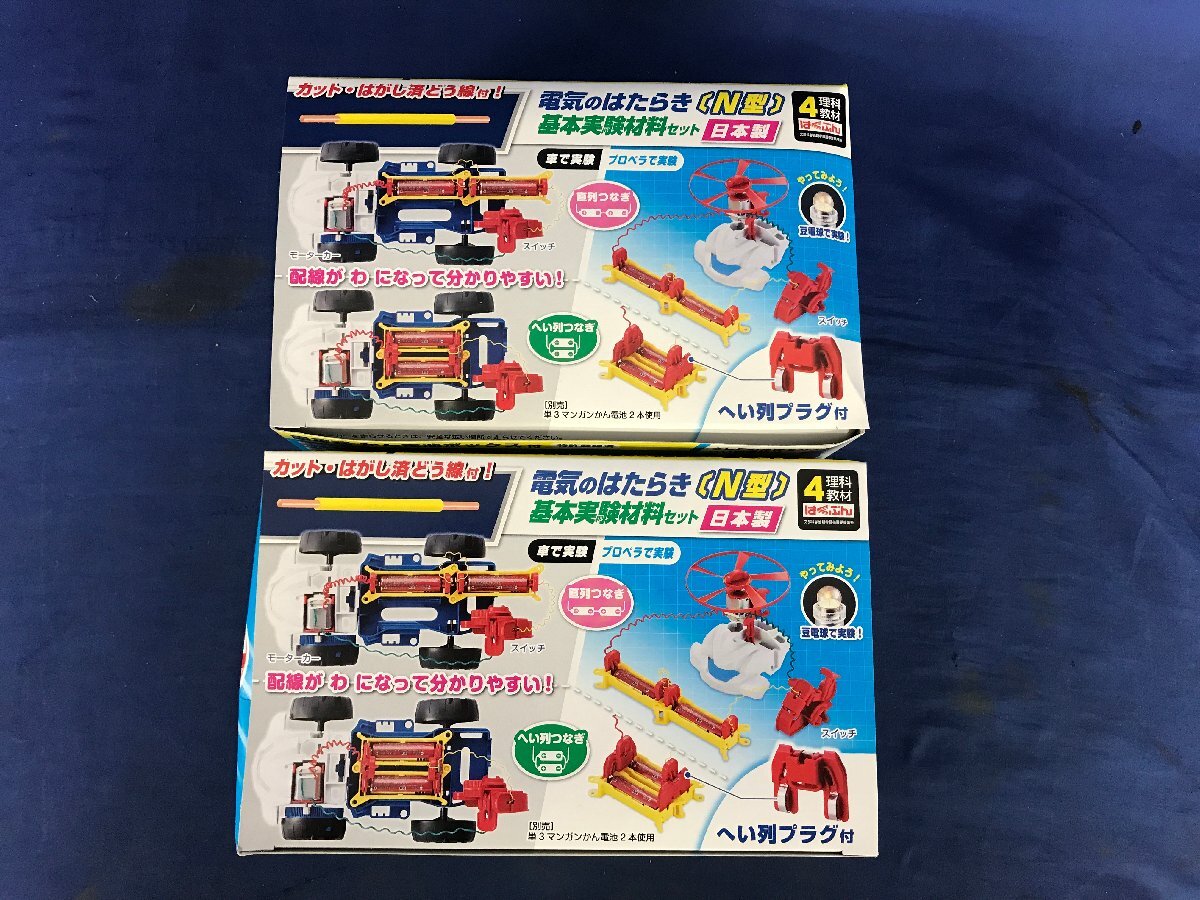 カット・はがし済どう線付!
電気のはたらき〔N型〕
基本実験材料セット 日本製
4 理科教材
はくぶん
車で実験 プロペラで実験
やってみよう!
豆電球で実験!
直列つなぎ
モーターカー
スイッチ
配線が わ になって分かりやすい!
スイッチ
へい列つなぎ
[別売]
単3マンガンかん電池2本使用
へい列プラグ付
カット・はがし済どう線付!
電気のはたらき〔N型〕
基本実験材料セット 日本製
4 理科教材
はくぶん
車で実験 プロペラで実験
やってみよう!
豆電球で実験!
直列つなぎ
モーターカー
スイッチ
配線が わ になって分かりやすい!
スイッチ
へい列つなぎ
[別売]
単3マンガンかん電池2本使用
へい列プラグ付